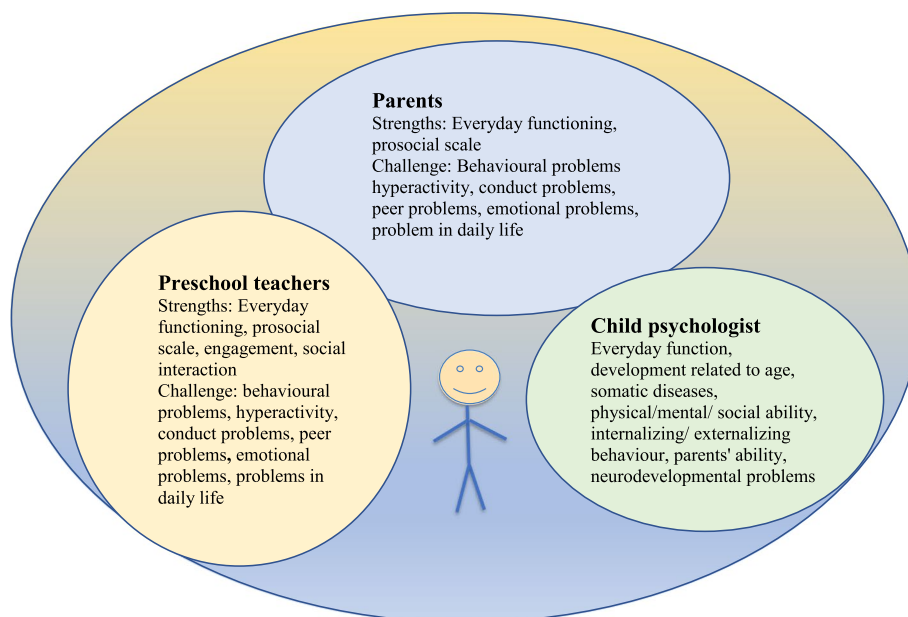 Parents
Strengths: Everyday functioning,
prosocial scale
Challenge: Behavioural problems
hyperactivity, conduct problems,
peer problems, emotional problems,
problem in daily life
Preschool teachers
Strengths: Everyday
functioning, prosocial
scale, engagement, social
interaction
Challenge: behavioural
problems, hyperactivity,
conduct problems, peer
problems, emotional
problems, problems in
daily life
Child psychologist
Everyday function,
development related to age,
somatic diseases,
physical/mental/ social ability,
internalizing/ externalizing
behaviour, parents' ability,
neurodevelopmental problems